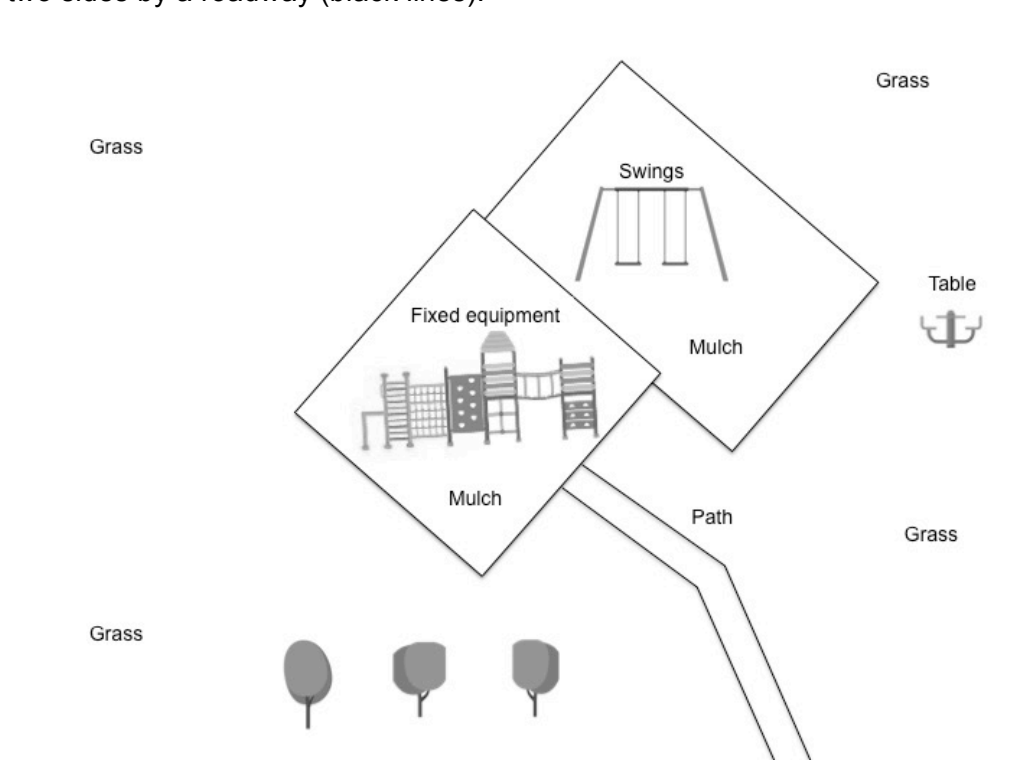 two sides by a roadway (black lines).
Grass
Grass
Swings
Table
Fixed equipment
Mulch
Mulch
Path
Grass
Grass